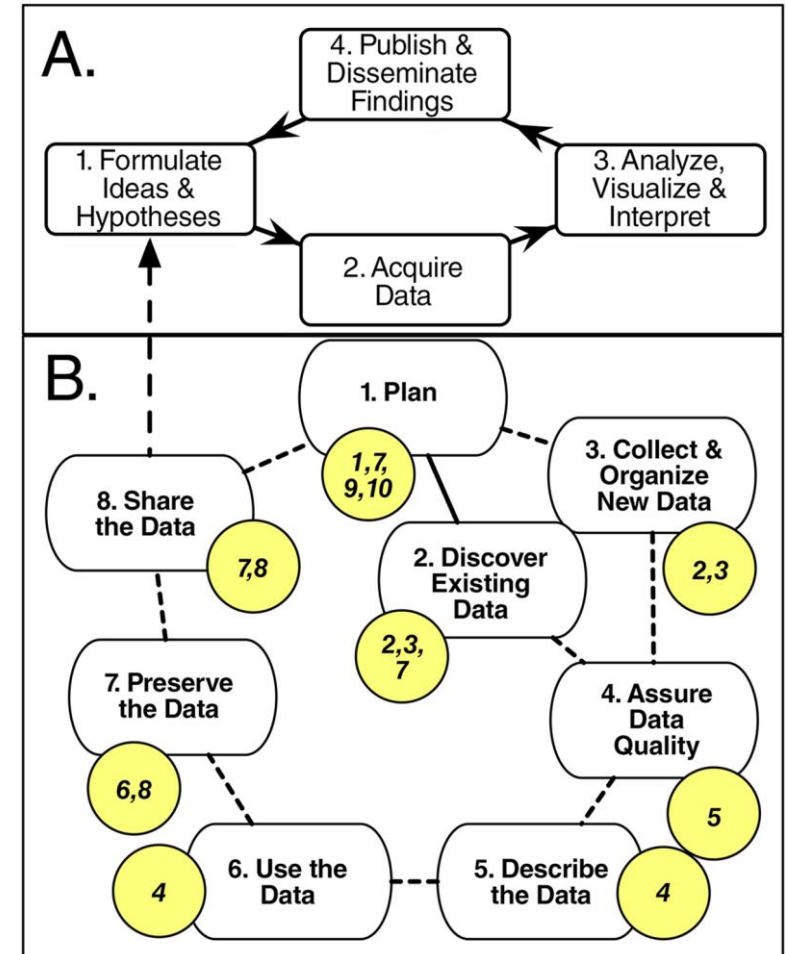 A.
4. Publish &
Disseminate
Findings
1. Formulate
Ideas &
Hypotheses
3. Analyze,
Visualize &
Interpret
2. Acquire
Data
B.
1. Plan
1,7,
9,10
3. Collect &
Organize
New Data
2,3
8. Share
the Data
7,8
2. Discover
Existing
Data
2,3,
7
7. Preserve
the Data
6,8
4. Assure
Data
Quality
5
6. Use the
Data
4
5. Describe
the Data
4